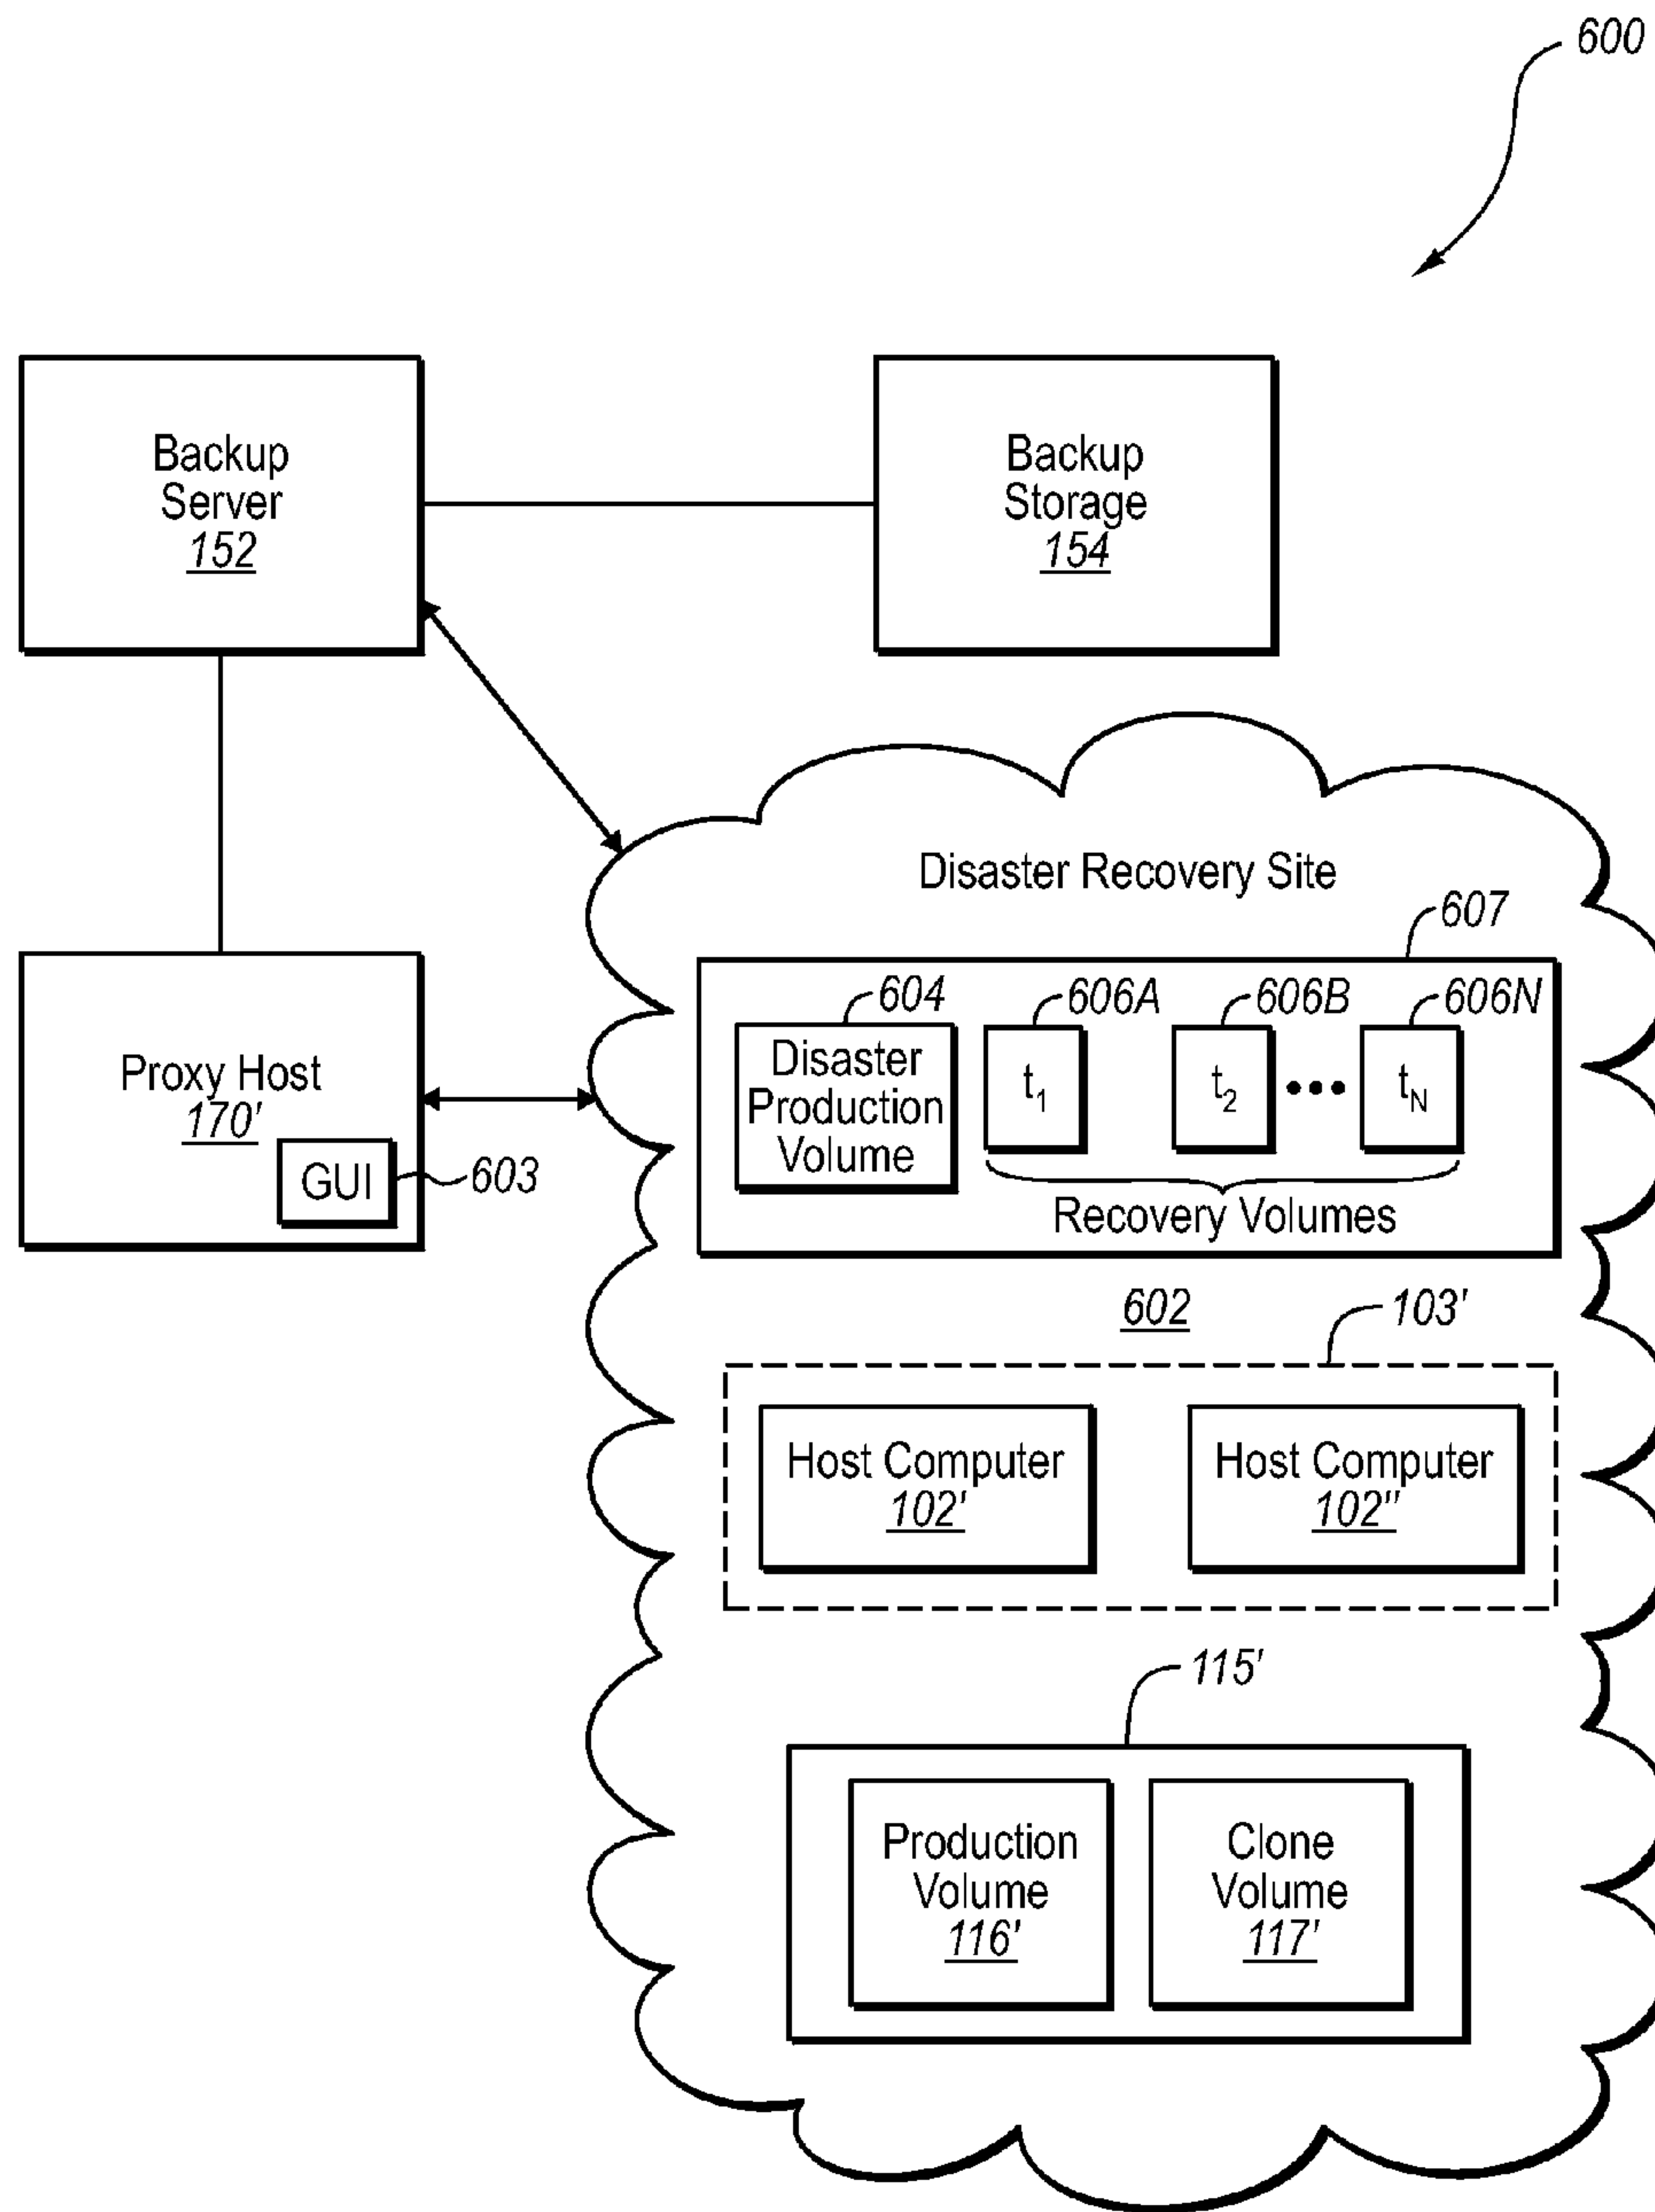 600
Backup
Server
152
Backup
Storage
154
Disaster Recovery Site
607
604
606A
606B
606N
Disaster
Production
Volume
t1
t2
•••
tN
Recovery Volumes
Proxy Host
170'
GUI
603
602
103'
Host Computer
102'
Host Computer
102"
115'
Production
Volume
116'
Clone
Volume
117'